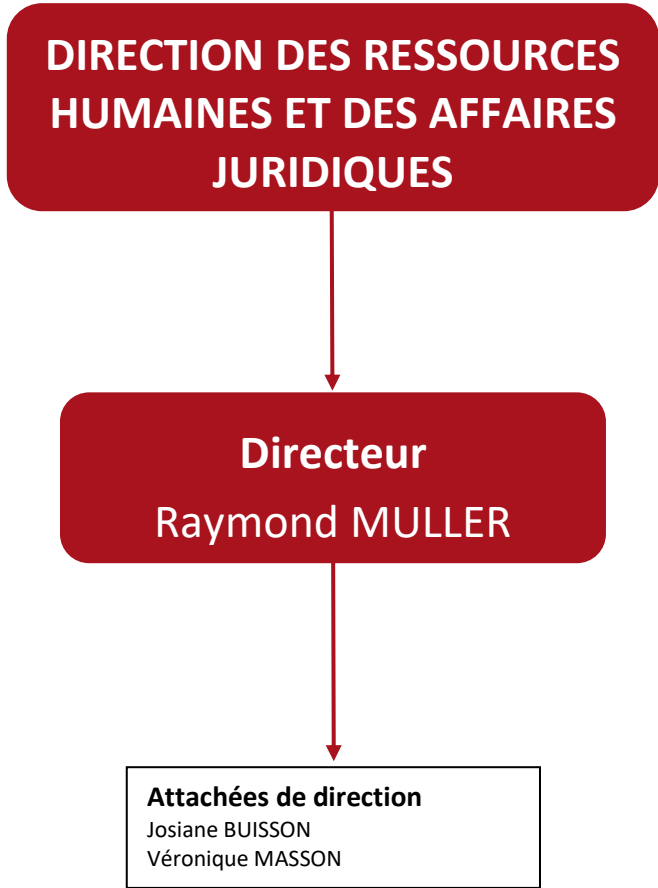 DIRECTION DES RESSOURCES
HUMAINES ET DES AFFAIRES
JURIDIQUES
Directeur
Raymond MULLER
Attachées de direction
Josiane BUISSON
Véronique MASSON